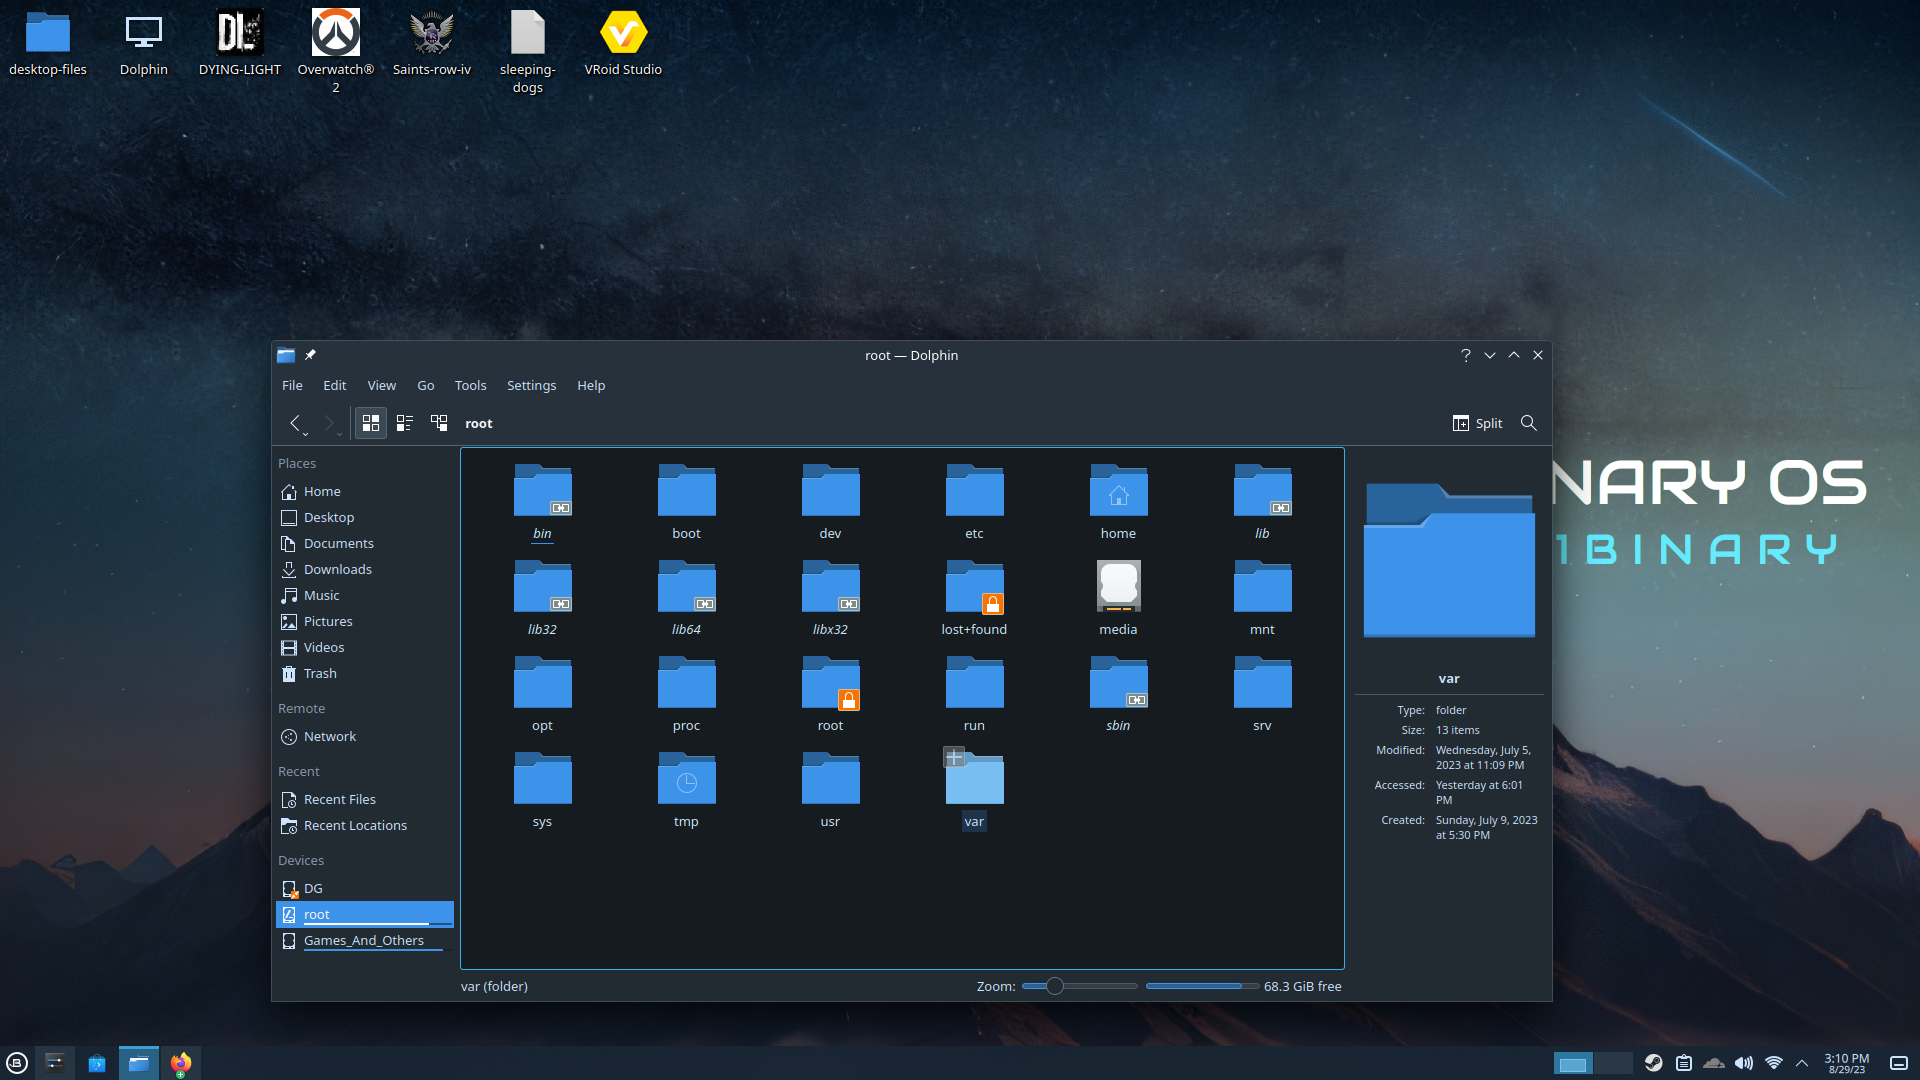 desktop-files
Dolphin
DYING-LIGHT
Overwatch®
2
Saints-row-iv
sleeping-
dogs
VRoid Studio
root — Dolphin
File Edit View Go Tools Settings Help
root
Split
Places
Home
Desktop
Documents
Downloads
Music
Pictures
Videos
Trash
Remote
Network
Recent
Recent Files
Recent Locations
Devices
DG
root
Games_And_Others
bin boot dev etc home lib
lib32 lib64 libx32 lost+found media mnt
opt proc root run sbin srv
sys tmp usr var
var
Type: folder
Size: 13 items
Modified: Wednesday, July 5,
2023 at 11:09 PM
Accessed: Yesterday at 6:01
PM
Created: Sunday, July 9, 2023
at 5:30 PM
var (folder)
Zoom:
68.3 GiB free
NARY OS
1BINARY
3:10 PM
8/29/23